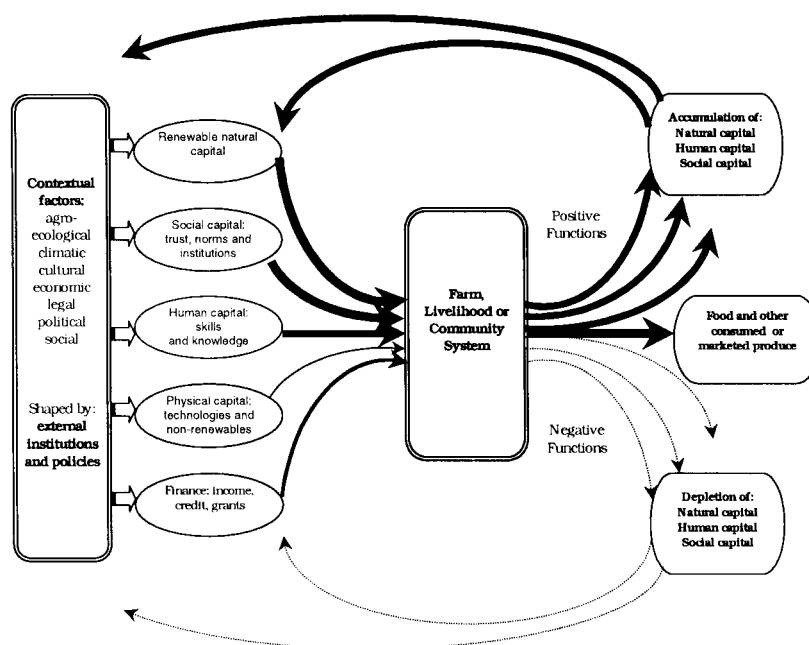 Contextual
factors:
agro-
ecological
climatic
cultural
economic
legal
political
social
Shaped by:
external
institutions
and policies
Renewable natural
capital
Social capital:
trust, norms and
institutions
Human capital:
skills
and knowledge
Physical capital:
technologies and
non-renewables
Finance: income,
credit, grants
Farm,
Livelihood or
Community
System
Positive
Functions
Negative
Functions
Accumulation of:
Natural capital
Human capital
Social capital
Food and other
consumed or
marketed produce
Depletion of:
Natural capital
Human capital
Social capital